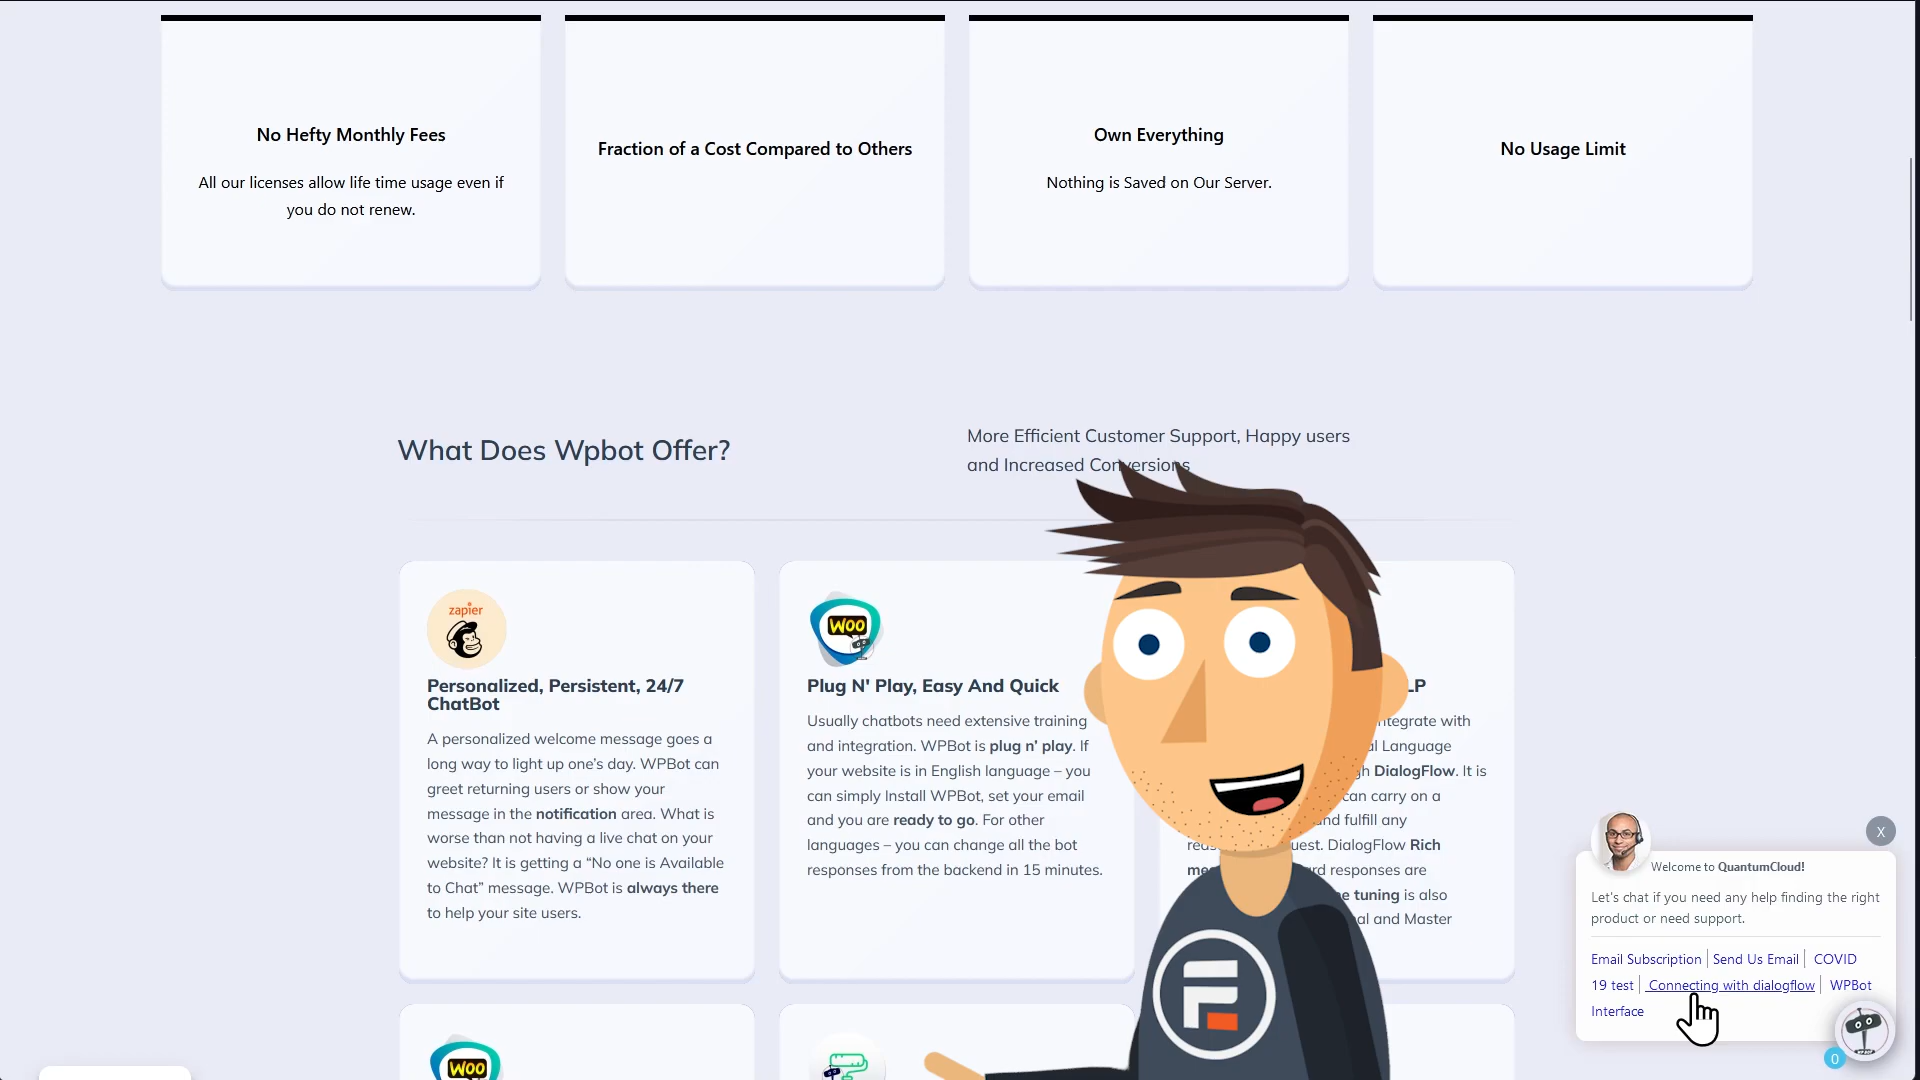 No Hefty Monthly Fees
All our licenses allow life time usage even if
you do not renew.
Fraction of a Cost Compared to Others
Own Everything
Nothing is Saved on Our Server.
No Usage Limit
What Does Wpbot Offer?
More Efficient Customer Support, Happy users
and Increased Conversions
zapier
Personalized, Persistent, 24/7
ChatBot
A personalized welcome message goes a
long way to light up one's day. WPBot can
greet returning users or show your
message in the notification area. What is
worse than not having a live chat on your
website? It is getting a “No one is Available
to Chat” message. WPBot is always there
to help your site users.
WOO
Plug N' Play, Easy And Quick
Usually chatbots need extensive training
and integration. WPBot is plug n' play. If
your website is in English language – you
can simply Install WPBot, set your email
and you are ready to go. For other
languages – you can change all the bot
responses from the backend in 15 minutes.
with
Language
DialogFlow. It is
can carry on a
and fulfill any
DialogFlow Rich
responses are
tuning is also
and Master
WOO
X
Welcome to QuantumCloud!
Let's chat if you need any help finding the right
product or need support.
Email Subscription | Send Us Email | COVID
19 test | Connecting with dialogflow | WPBot
Interface
0